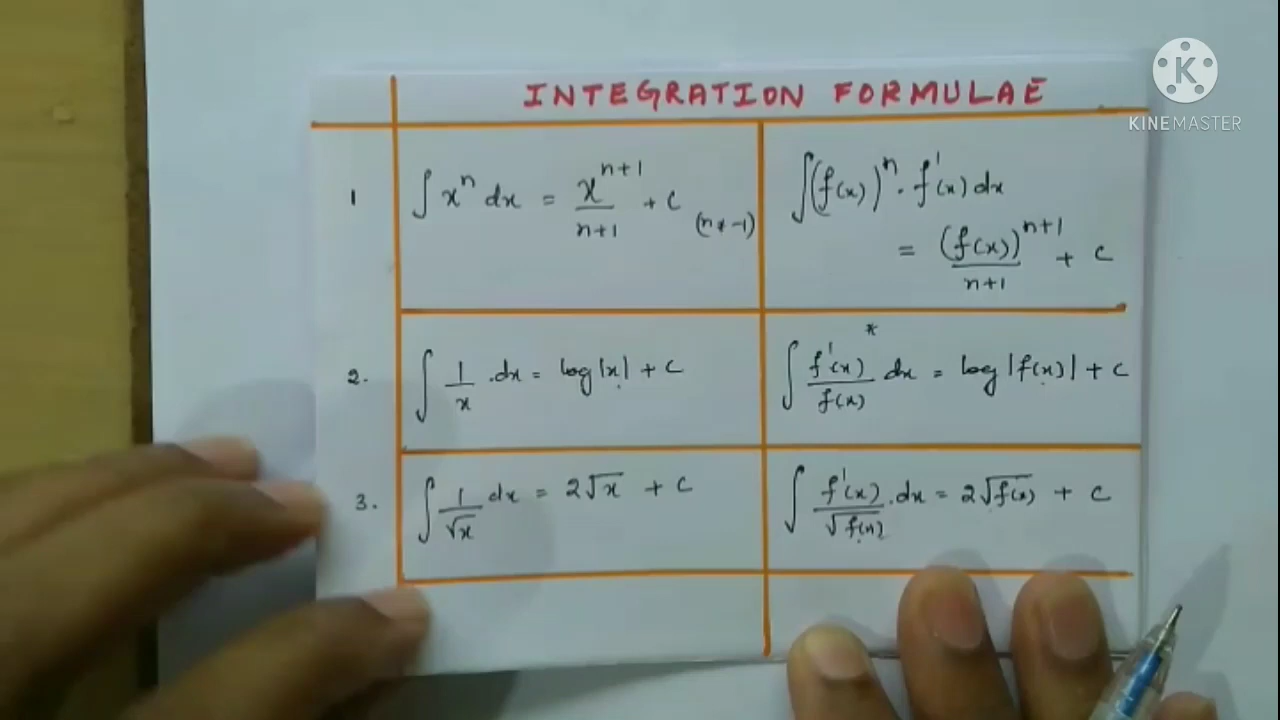 INTEGRATION FORMULAE
K
KINEMASTER
1 ∫ xⁿ dx = xⁿ⁺¹/n+1 + c (n ≠ -1)
∫(f(x))ⁿ . f'(x) dx
= (f(x))ⁿ⁺¹/n+1 + c
2. ∫ 1/x .dx = log|x| + c
∫ f'(x)/f(x) * dx = log|f(x)| + c
3. ∫ 1/√x dx = 2√x + c
∫ f'(x)/√f(x) .dx = 2√f(x) + c